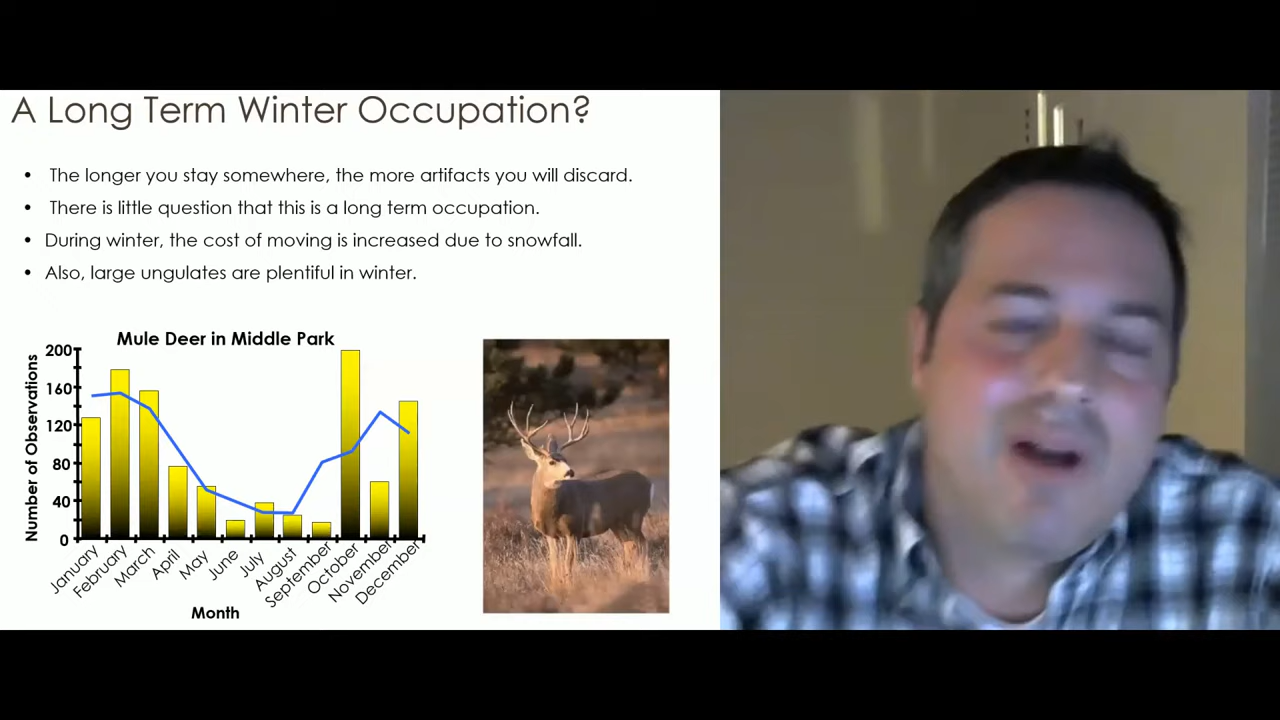 A Long Term Winter Occupation?
• The longer you stay somewhere, the more artifacts you will discard.
• There is little question that this is a long term occupation.
• During winter, the cost of moving is increased due to snowfall.
• Also, large ungulates are plentiful in winter.
Mule Deer in Middle Park
Number of Observations
200
160
120
80
40
0
January
February
March
April
May
June
July
August
September
October
November
December
Month